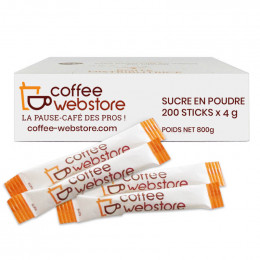 coffee
webstore
LA PAUSE-CAFÉ DES PROS !
coffee-webstore.com
SUCRE EN POUDRE
200 STICKS x 4 g
POIDS NET 800g
coffee
webstore
coffee
webstore